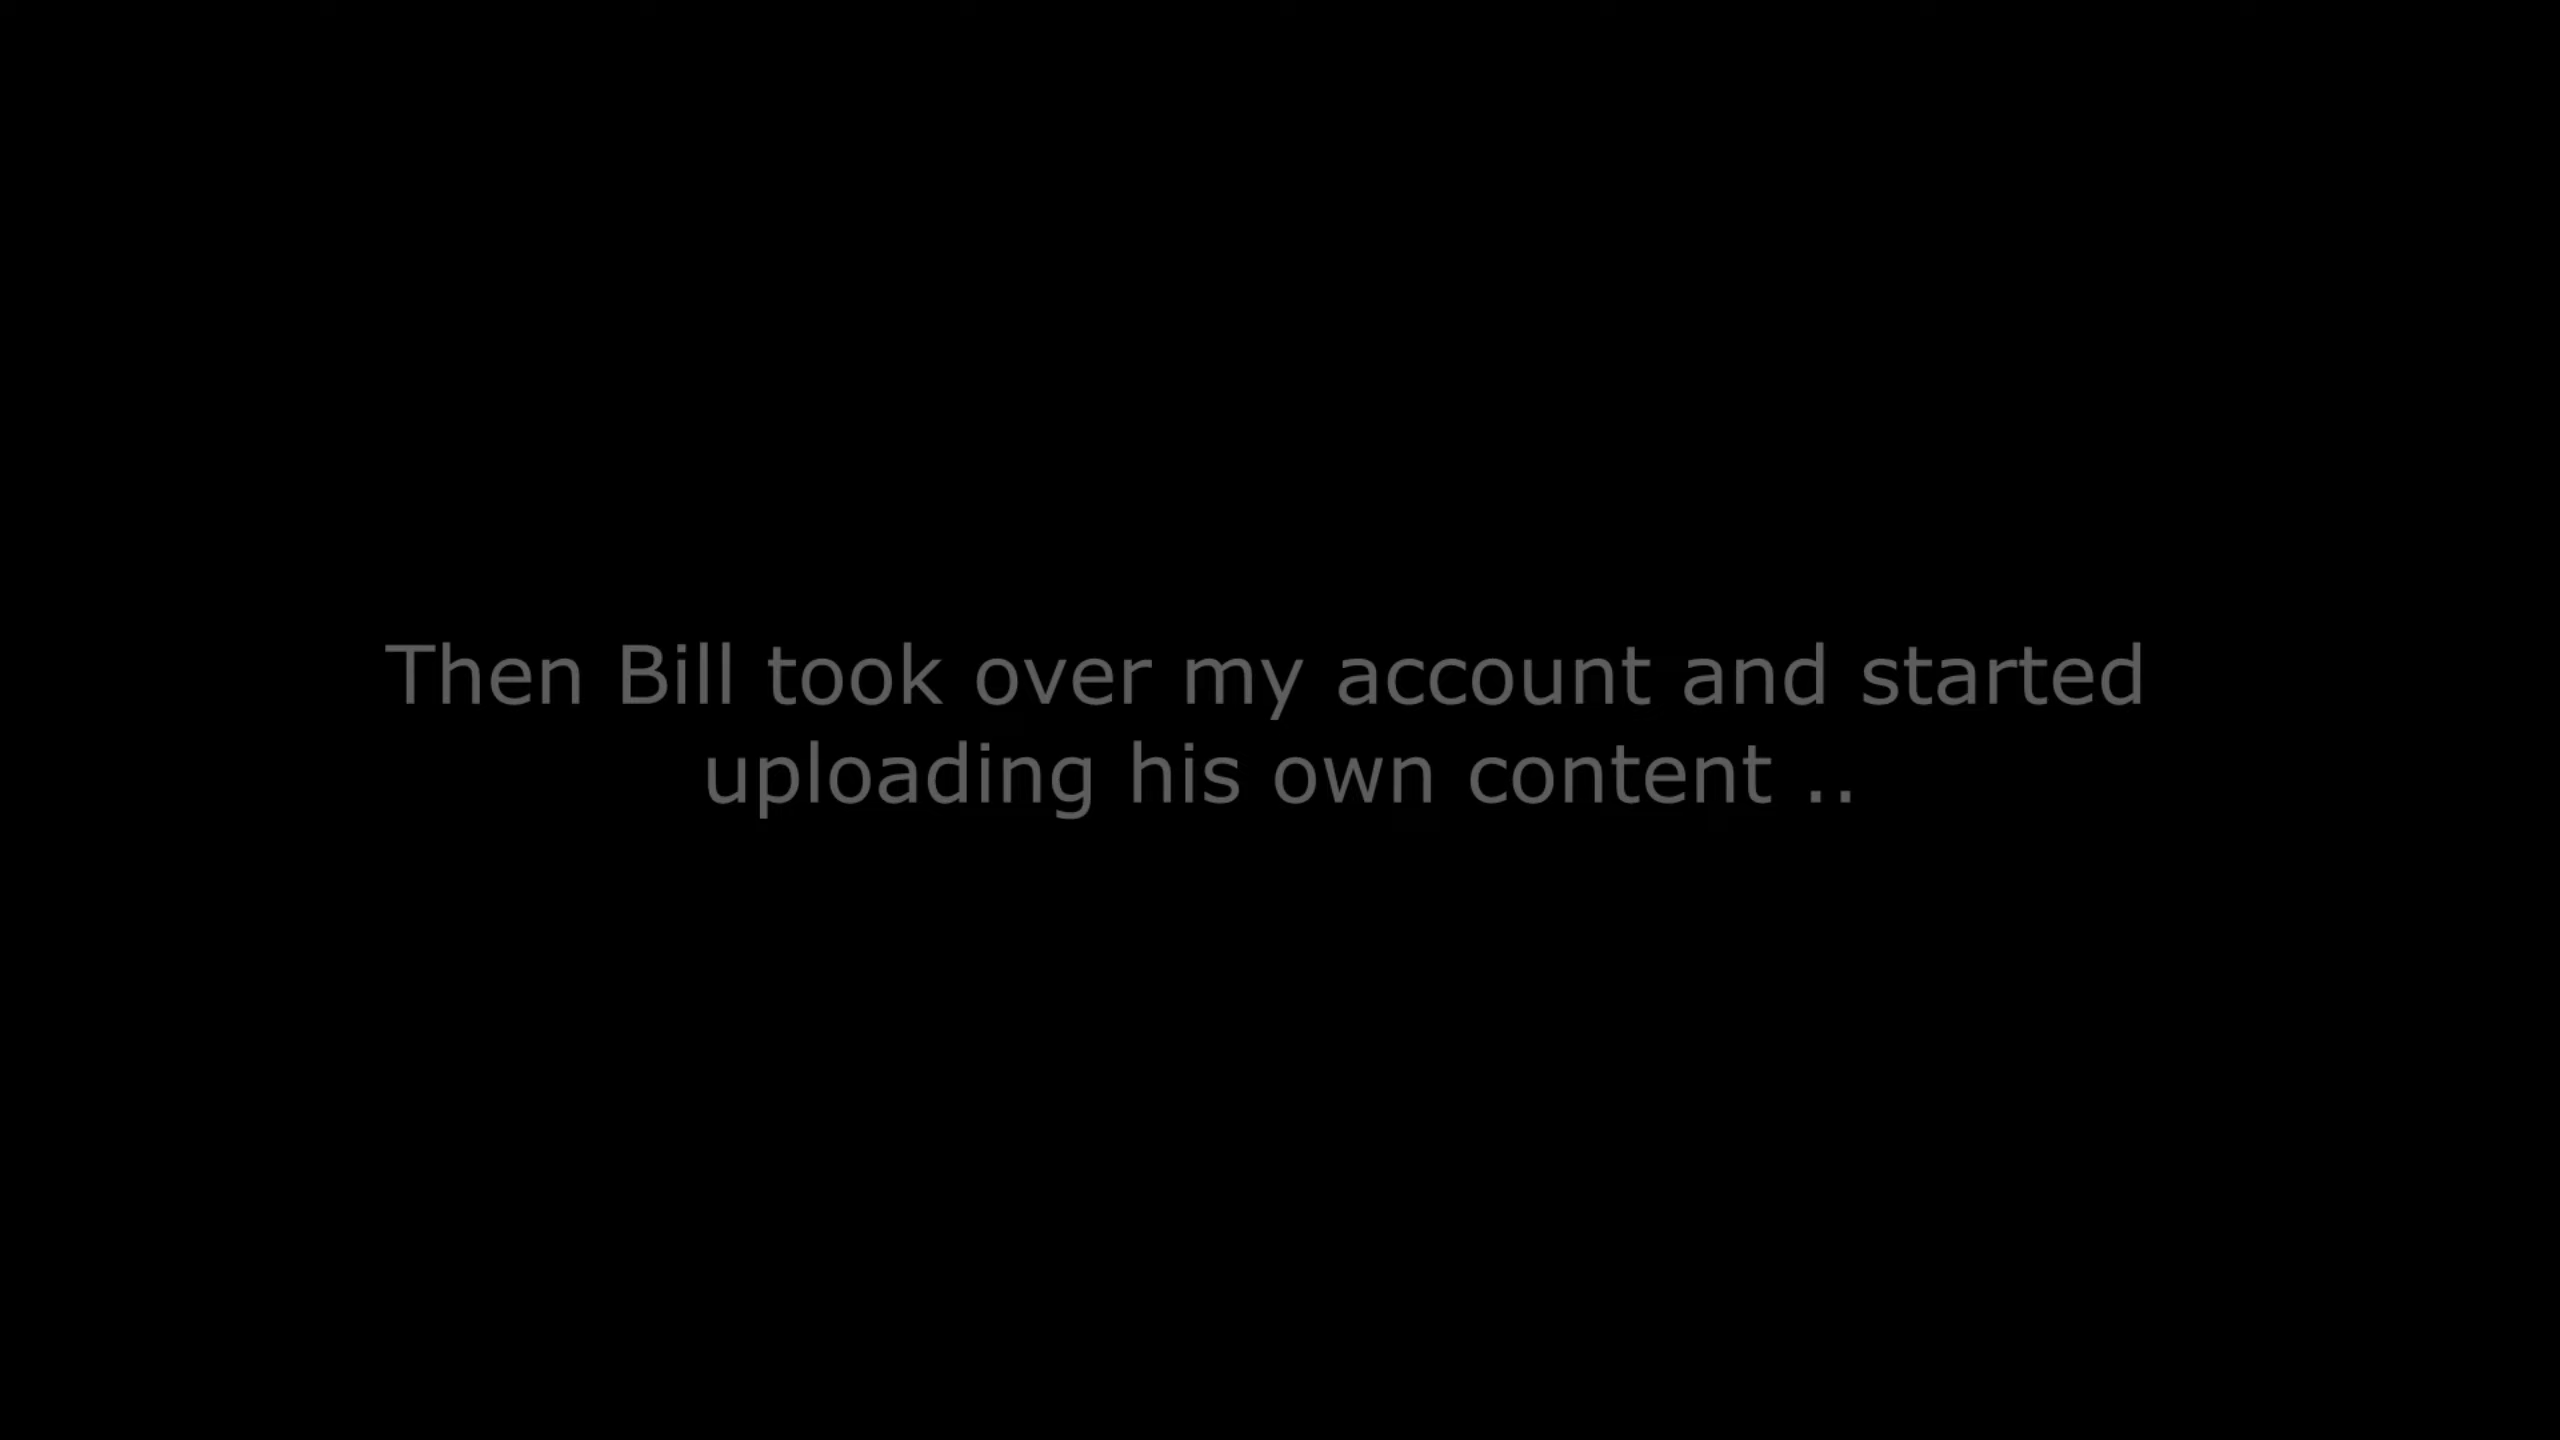 Then Bill took over my account and started
uploading his own content ..